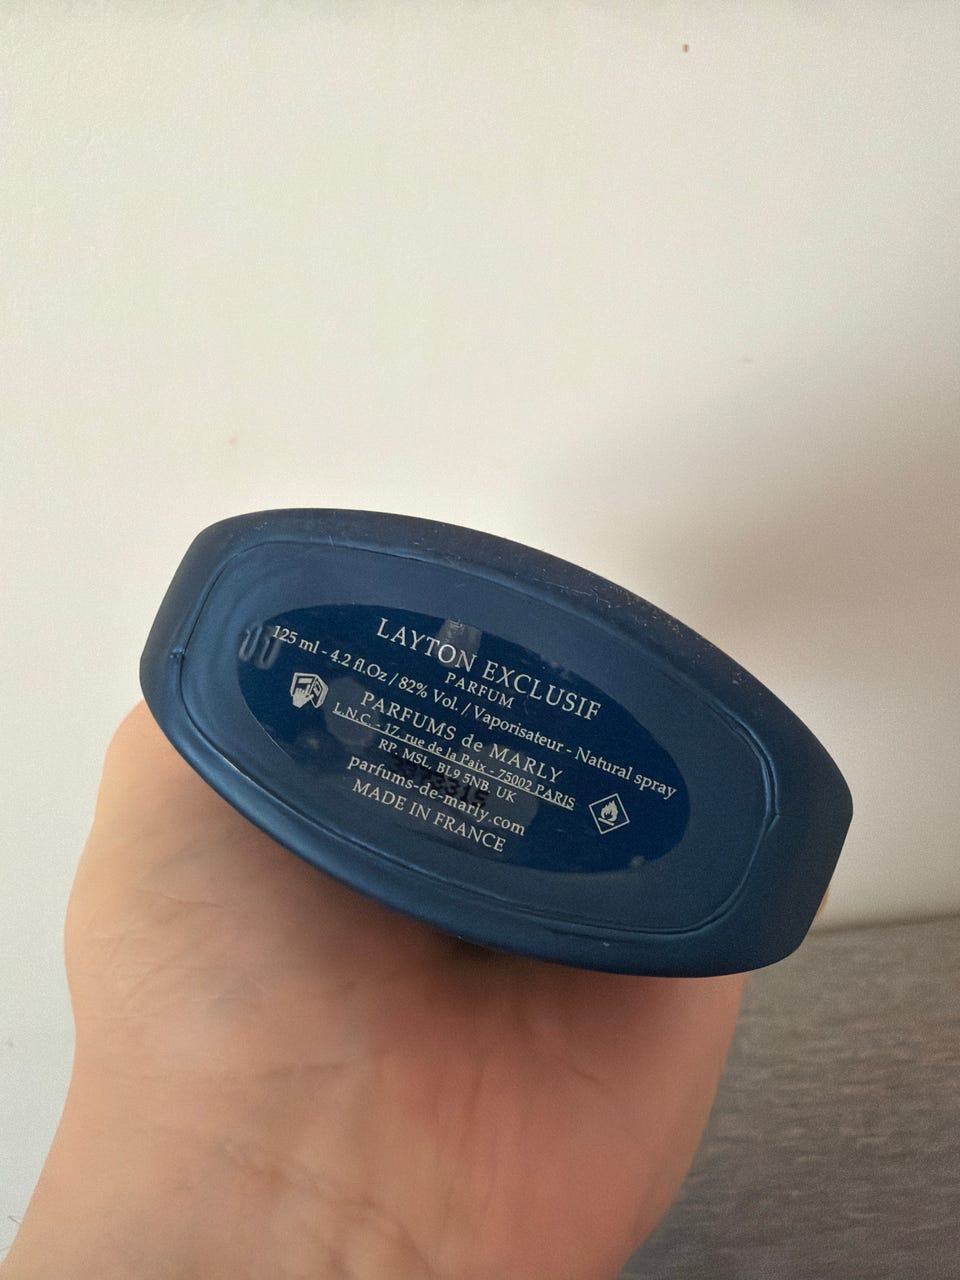 LAYTON EXCLUSIF
PARFUM
125 ml - 4.2 fl.Oz / 82% Vol. / Vaporisateur - Natural spray
PARFUMS de MARLY
L.N.C. - 17, rue de la Paix - 75002 PARIS
RP. MSL, BL9 5NB, UK
parfums-de-marly.com
MADE IN FRANCE